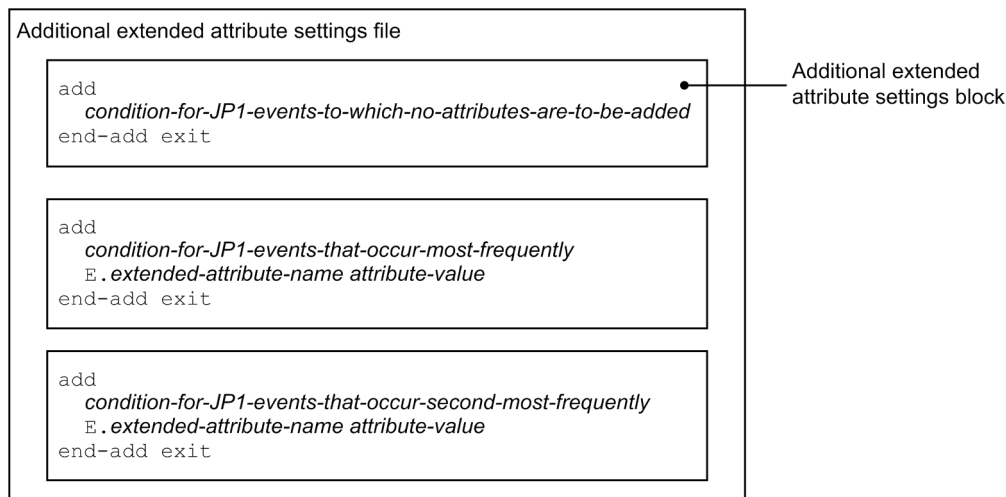 Additional extended attribute settings file
add
condition-for-JP1-events-to-which-no-attributes-are-to-be-added
end-add exit
Additional extended
attribute settings block
add
condition-for-JP1-events-that-occur-most-frequently
E.extended-attribute-name attribute-value
end-add exit
add
condition-for-JP1-events-that-occur-second-most-frequently
E.extended-attribute-name attribute-value
end-add exit